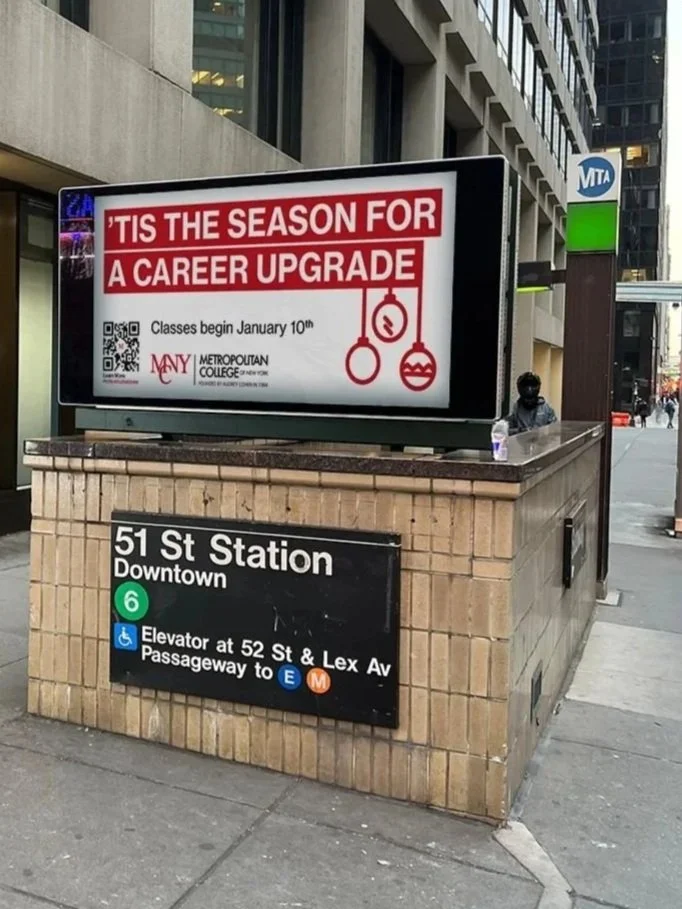 'TIS THE SEASON FOR
A CAREER UPGRADE
Classes begin January 10th
MCNY
METROPOLITAN
COLLEGE OF NEW YORK
MTA
51 St Station
Downtown
6
Elevator at 52 St & Lex Av
Passageway to E M